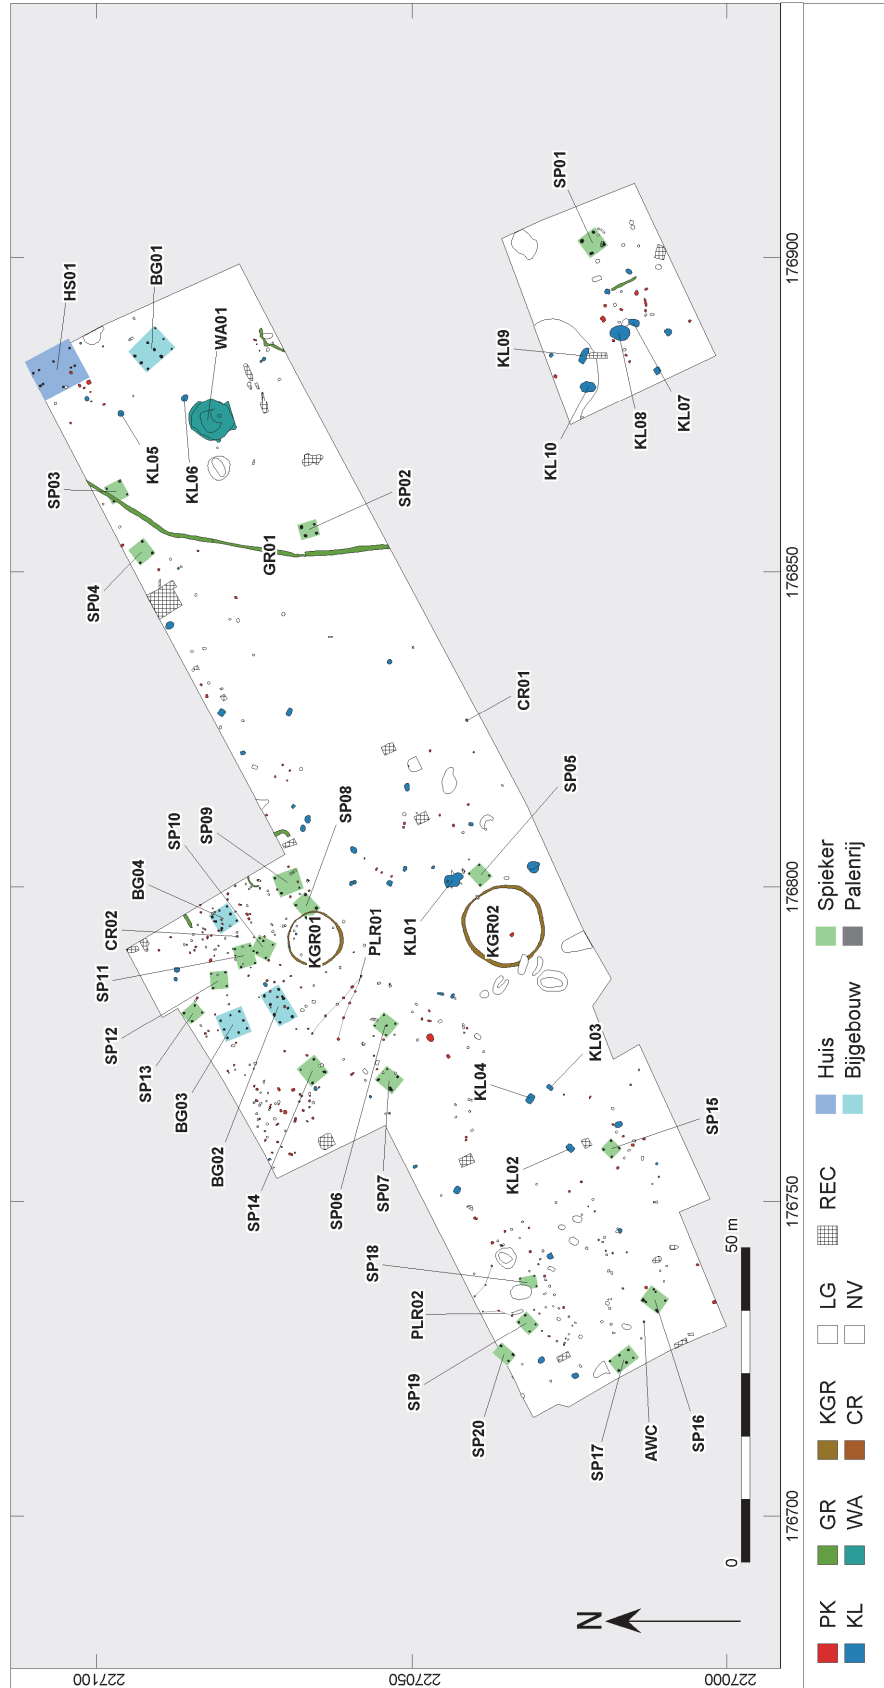 HS01
BG01
WA01
SP03
KL05
KL06
SP04
GR01
SP02
SP01
KL09
KL10
KL08
KL07
CR01
SP10
SP09
SP08
BG04
CR02
SP11
SP12
SP13
BG03
BG02
SP14
KGR01
PLR01
KL01
KGR02
SP05
SP06
SP07
KL04
KL03
KL02
SP15
SP18
PLR02
SP19
SP20
SP17
AWC
SP16
N
0 50 m
176700 176750 176800 176850 176900
227100
227050
227000
PK GR KGR LG REC Huis Spieker
KL WA CR NV Bijgebouw Palenrij